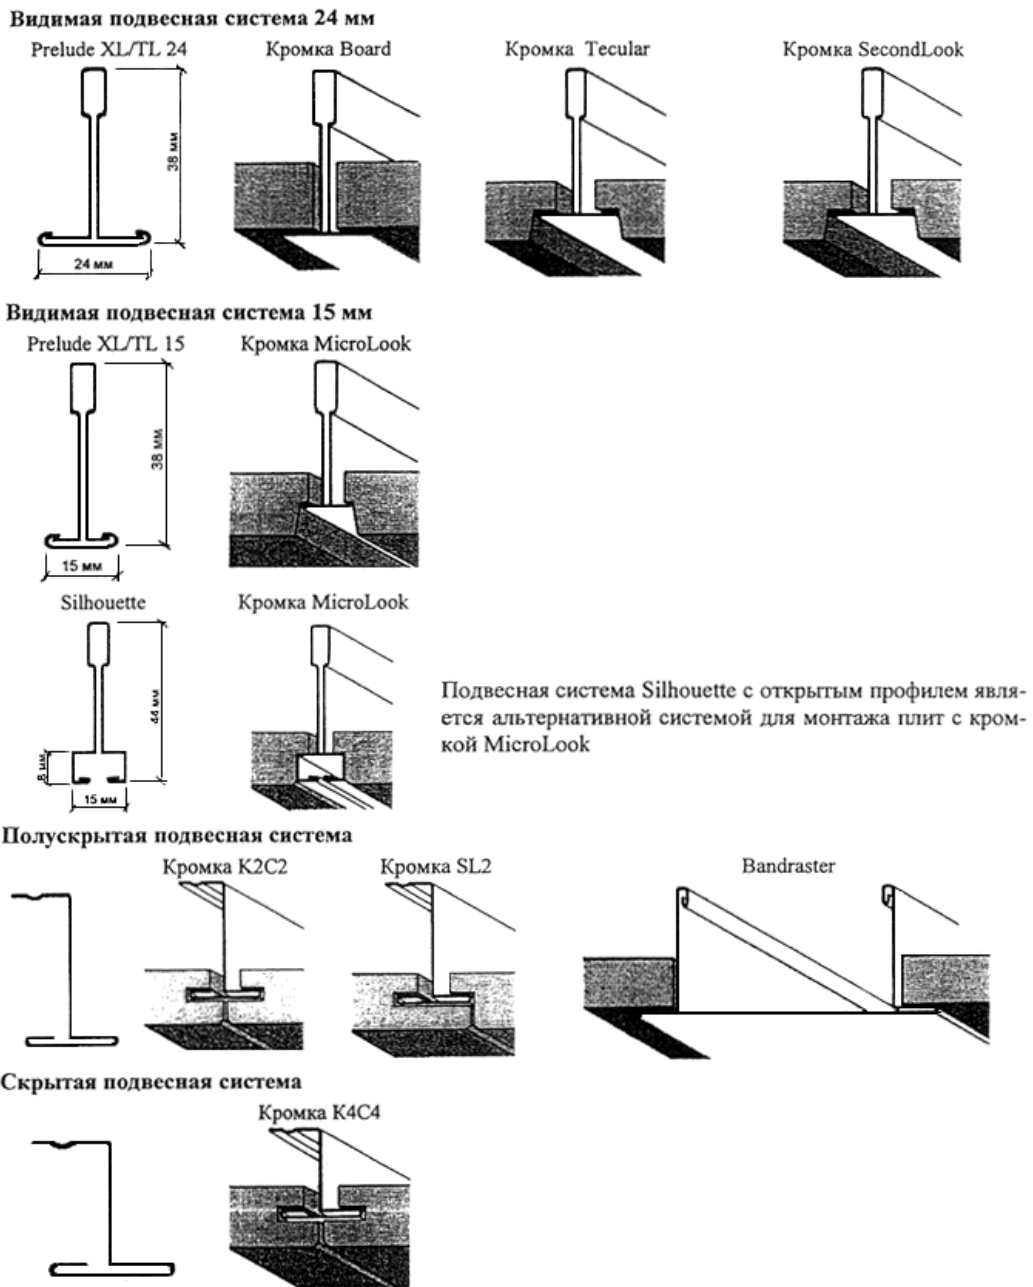 Видимая подвесная система 24 мм
Prelude XL/TL 24
Кромка Board
Кромка Tecular
Кромка SecondLook
38 мм
24 мм
Видимая подвесная система 15 мм
Prelude XL/TL 15
Кромка MicroLook
38 мм
15 мм
Silhouette
Кромка MicroLook
44 мм
8 мм
15 мм
Подвесная система Silhouette с открытым профилем явля-
ется альтернативной системой для монтажа плит с кром-
кой MicroLook
Полускрытая подвесная система
Кромка K2C2
Кромка SL2
Bandraster
Скрытая подвесная система
Кромка K4C4